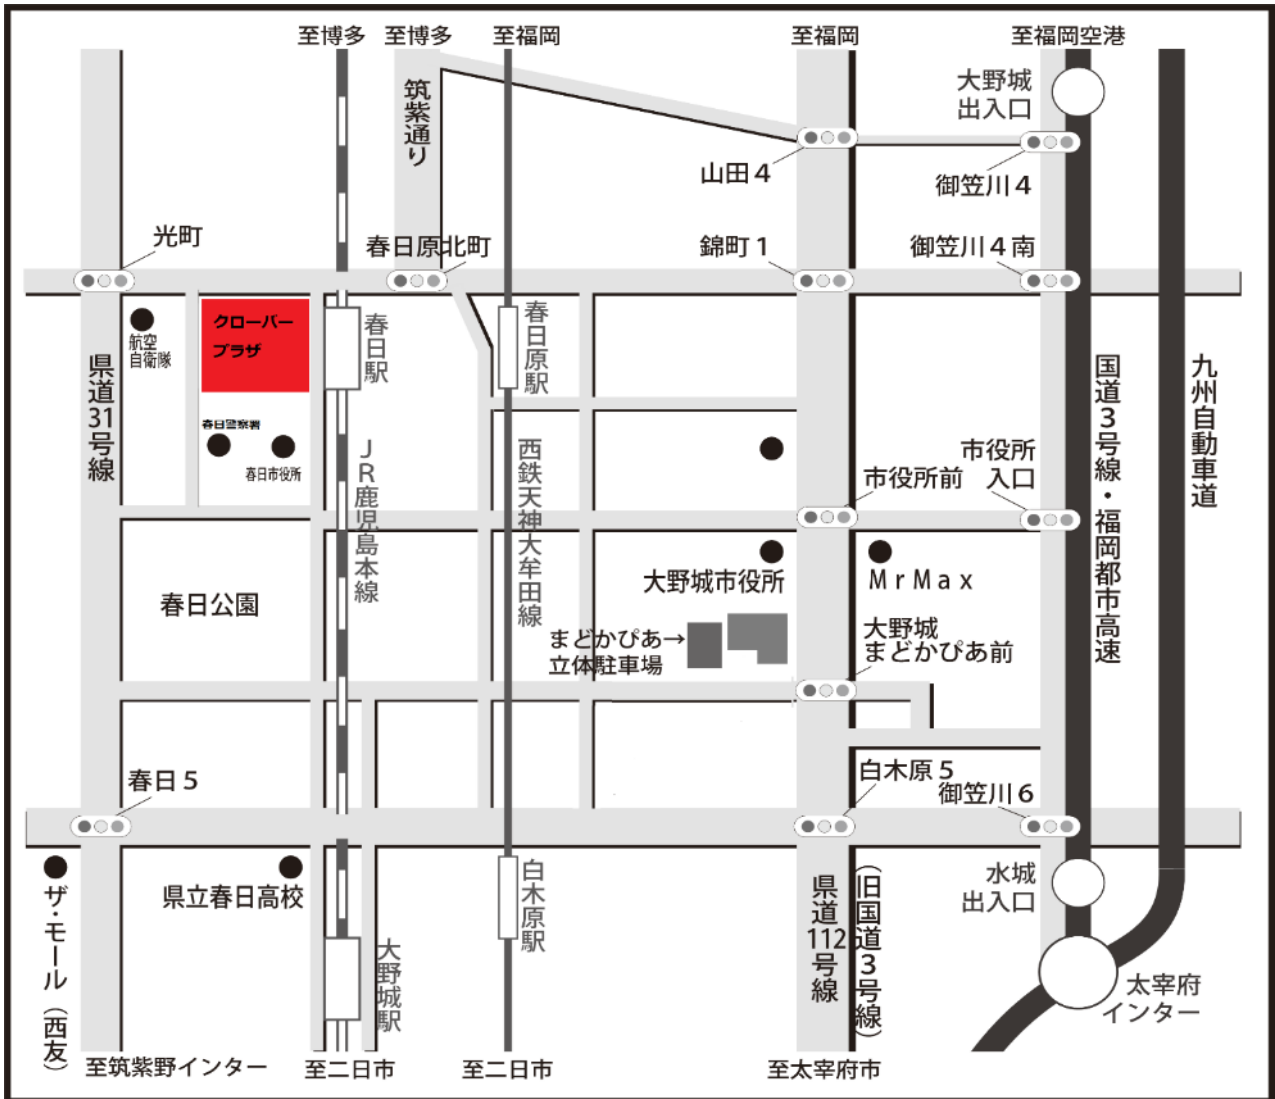 至博多
至博多
至福岡
至福岡
至福岡空港
大野城
出入口
筑紫通り
山田４
御笠川４
光町
春日原北町
錦町１
御笠川４南
クローバー
プラザ
航空
自衛隊
春日駅
春日原駅
県道31号線
国道３号線・福岡都市高速
九州自動車道
春日警察署
春日市役所
ＪＲ鹿児島本線
西鉄天神大牟田線
市役所前
市役所
入口
大野城市役所
ＭｒＭａｘ
春日公園
まどかぴあ→
立体駐車場
大野城
まどかぴあ前
春日５
白木原５
御笠川６
ザ・モール（西友）
県立春日高校
白木原駅
県道112号線
（旧国道３号線）
水城
出入口
大野城駅
太宰府
インター
至筑紫野インター
至二日市
至二日市
至太宰府市